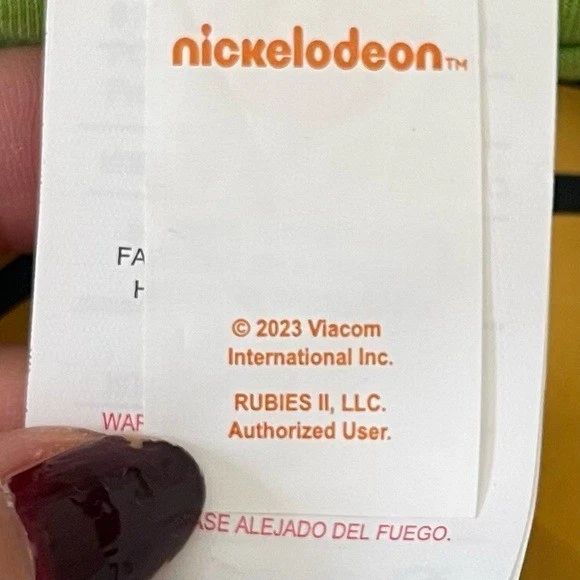 nickelodeon™
FA
H
© 2023 Viacom
International Inc.
RUBIES II, LLC.
Authorized User.
WAR
ASE ALEJADO DEL FUEGO.